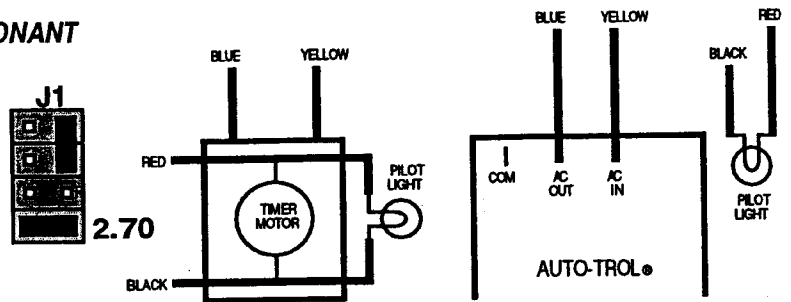 ONANT
J1
2.70
BLUE
YELLOW
RED
BLACK
TIMER
MOTOR
PILOT
LIGHT
BLUE
YELLOW
RED
BLACK
COM
AC
OUT
AC
IN
PILOT
LIGHT
AUTO-TROL®